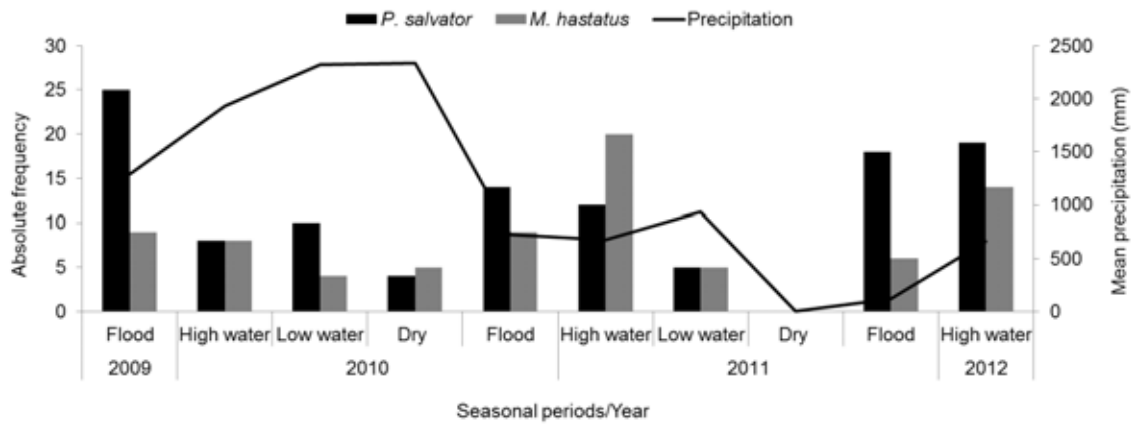 P. salvator M. hastatus Precipitation
30 2500
25 2000
20 1500
15 1000
10 500
5 0
0
Absolute frequency
Mean precipitation (mm)
Flood High water Low water Dry Flood High water Low water Dry Flood High water
2009 2010 2011 2012
Seasonal periods/Year